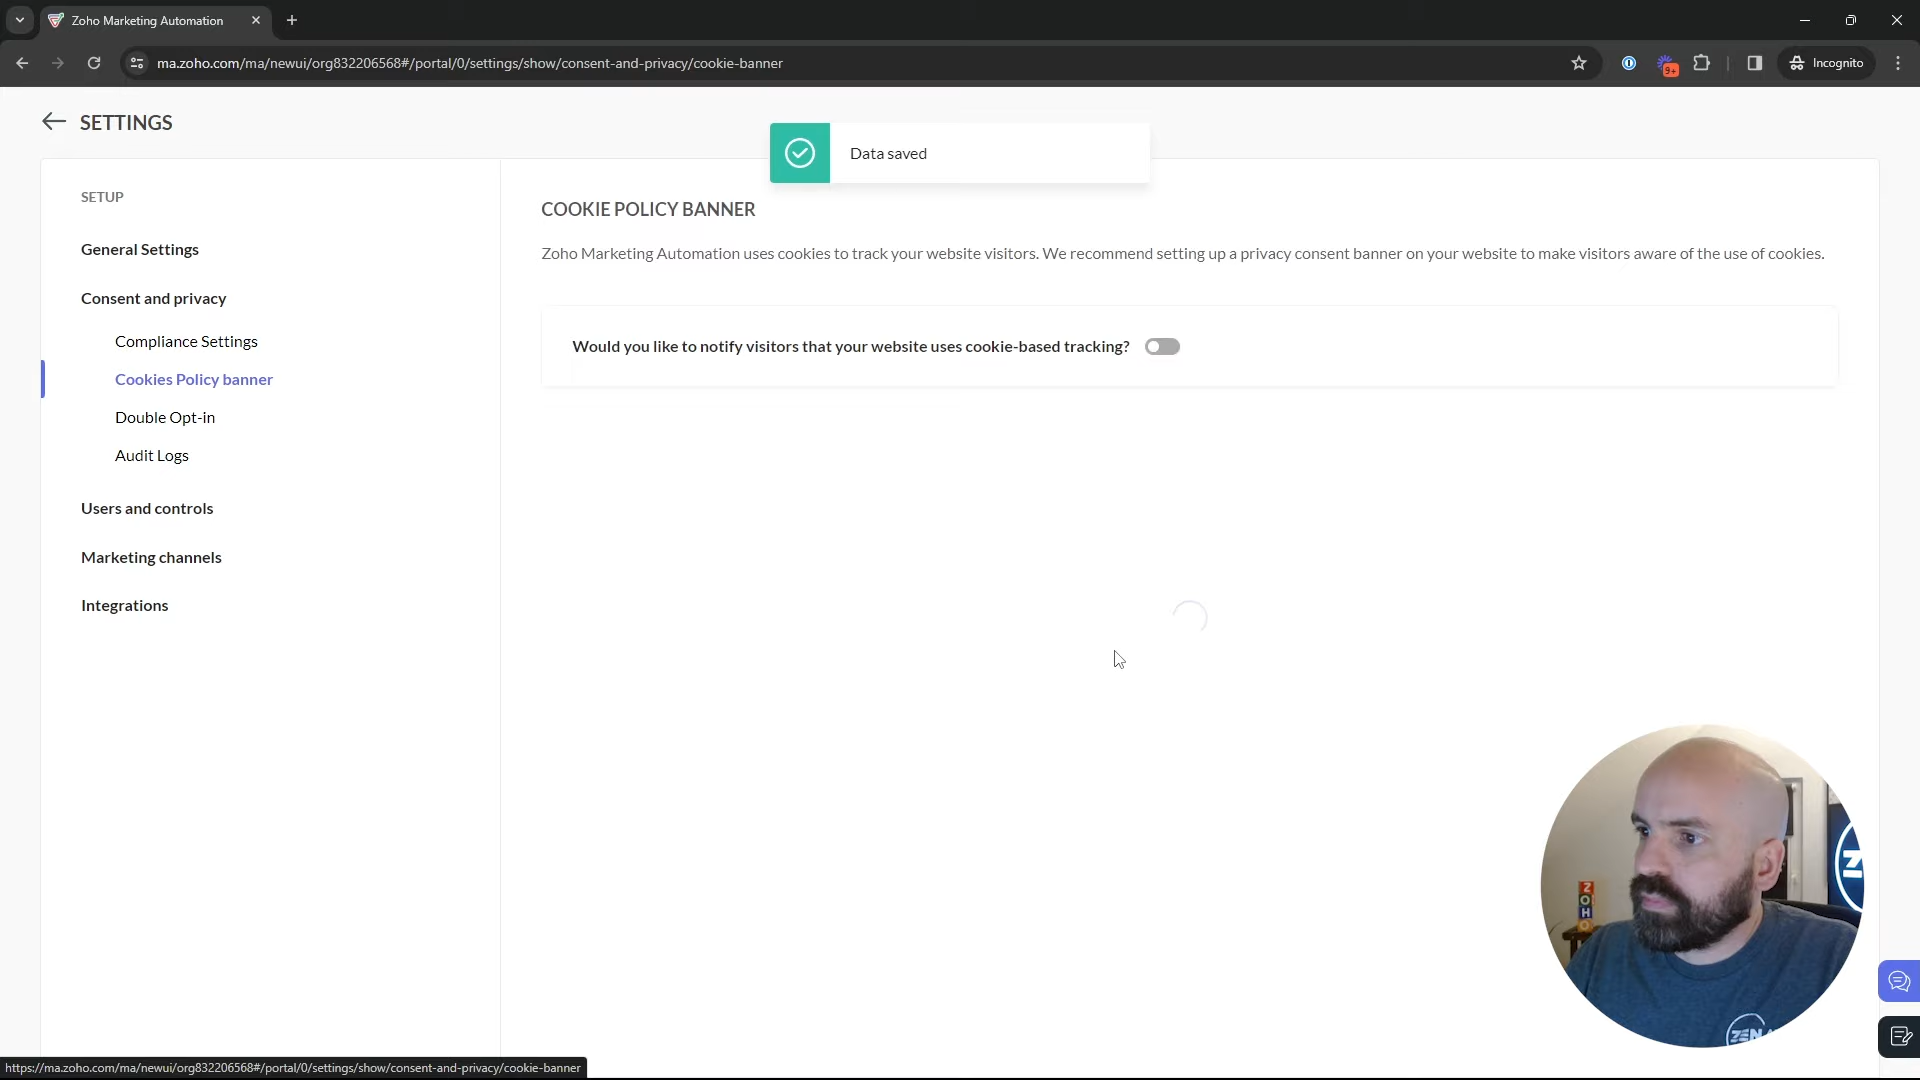 Zoho Marketing Automation
ma.zoho.com/ma/newui/org832206568#/portal/0/settings/show/consent-and-privacy/cookie-banner
9+
Incognito
SETTINGS
Data saved
SETUP
General Settings
Consent and privacy
Compliance Settings
Cookies Policy banner
Double Opt-in
Audit Logs
Users and controls
Marketing channels
Integrations
COOKIE POLICY BANNER
Zoho Marketing Automation uses cookies to track your website visitors. We recommend setting up a privacy consent banner on your website to make visitors aware of the use of cookies.
Would you like to notify visitors that your website uses cookie-based tracking?
ZOHO
ZEN
https://ma.zoho.com/ma/newui/org832206568#/portal/0/settings/show/consent-and-privacy/cookie-banner